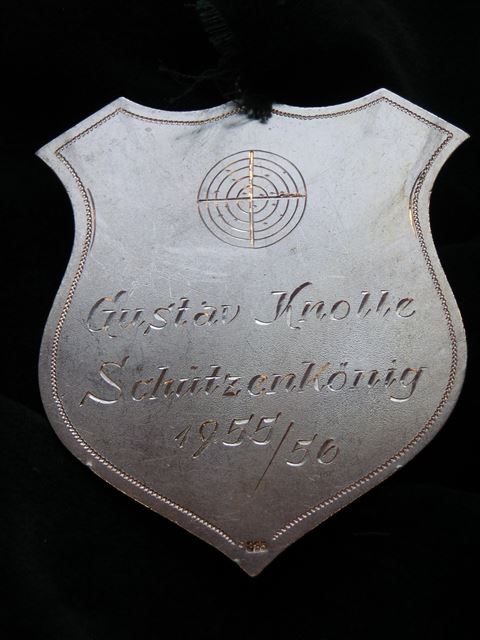 Gustav Knolle
Schützenkönig
1955/56